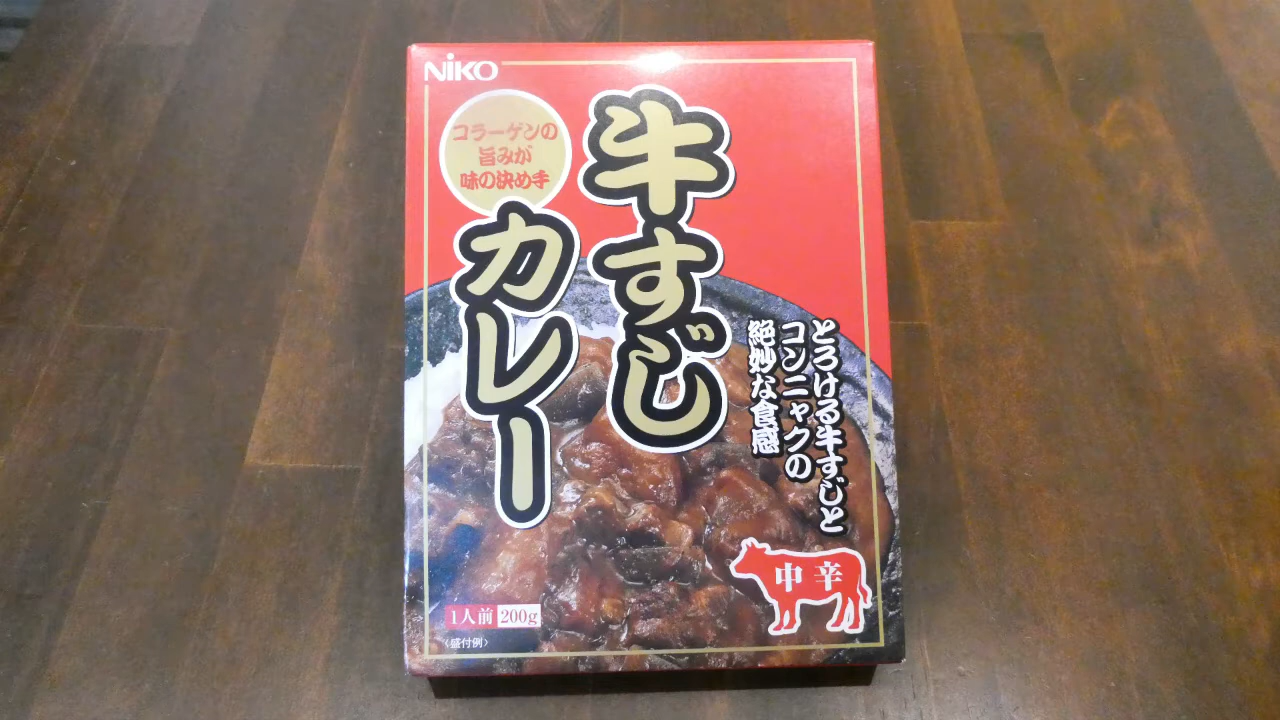 NiKO
コラーゲンの
旨みが
味の決め手
牛すじ
カレー
とろける牛すじと
コンニャクの
絶妙な食感
中辛
1人前 200g
〈盛付例〉